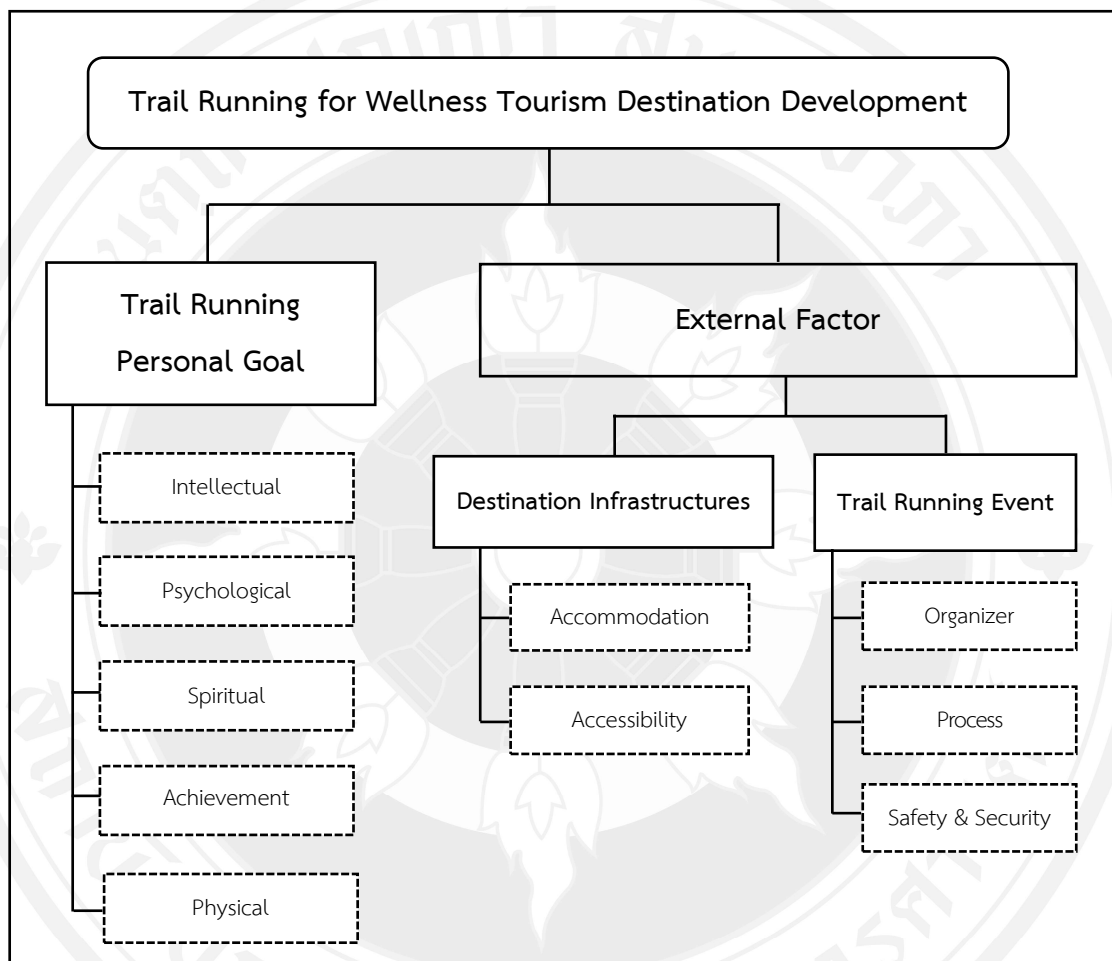 Trail Running for Wellness Tourism Destination Development
Trail Running
Personal Goal
External Factor
Intellectual
Psychological
Spiritual
Achievement
Physical
Destination Infrastructures
Accommodation
Accessibility
Trail Running Event
Organizer
Process
Safety & Security